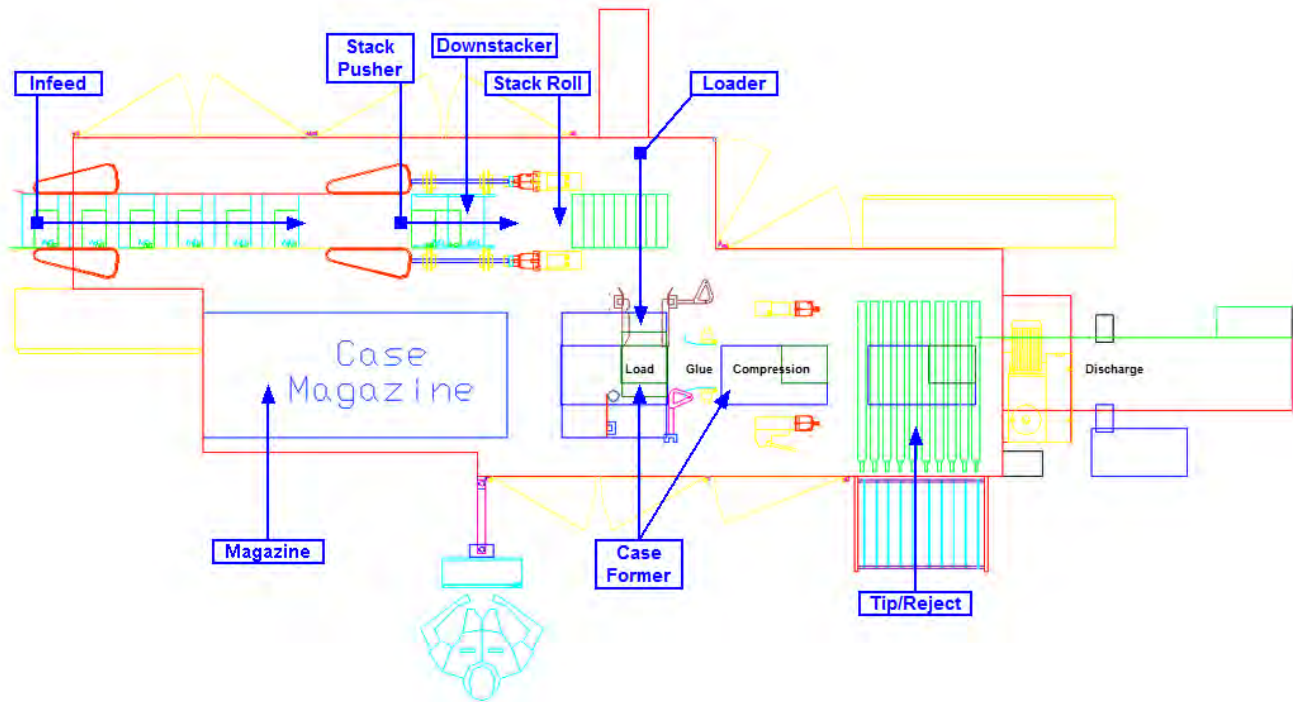 Infeed
Stack
Pusher
Downstacker
Stack Roll
Loader
Case
Magazine
Load
Glue
Compression
Discharge
Magazine
Case
Former
Tip/Reject